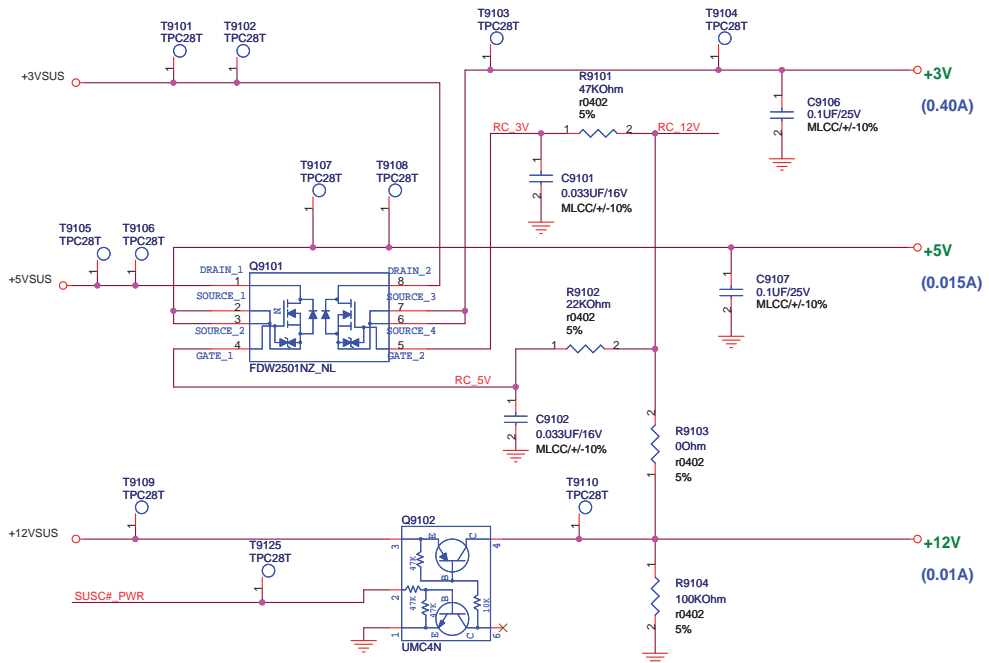 T9101
TPC28T
1
T9102
TPC28T
1
T9103
TPC28T
1
T9104
TPC28T
1
+3VSUS
+3V
(0.40A)
R9101
47KOhm
r0402
5%
RC_3V
1
2
RC_12V
1
2
C9106
0.1UF/25V
MLCC/+/-10%
1
2
C9101
0.033UF/16V
MLCC/+/-10%
T9107
TPC28T
1
T9108
TPC28T
1
T9105
TPC28T
1
T9106
TPC28T
1
+5VSUS
+5V
(0.015A)
Q9101
DRAIN_1
1
SOURCE_1
2
3
SOURCE_2
4
GATE_1
N
DRAIN_2
8
SOURCE_3
7
6
SOURCE_4
5
GATE_2
FDW2501NZ_NL
1
2
C9107
0.1UF/25V
MLCC/+/-10%
R9102
22KOhm
r0402
5%
1
2
RC_5V
1
2
C9102
0.033UF/16V
MLCC/+/-10%
2
1
R9103
0Ohm
r0402
5%
T9109
TPC28T
1
T9110
TPC28T
1
+12VSUS
+12V
(0.01A)
Q9102
3
E
C
4
47K
B
T9125
TPC28T
1
SUSC#_PWR
2
47K
47K
B
10K
1
E
C
6
UMC4N
1
2
R9104
100KOhm
r0402
5%